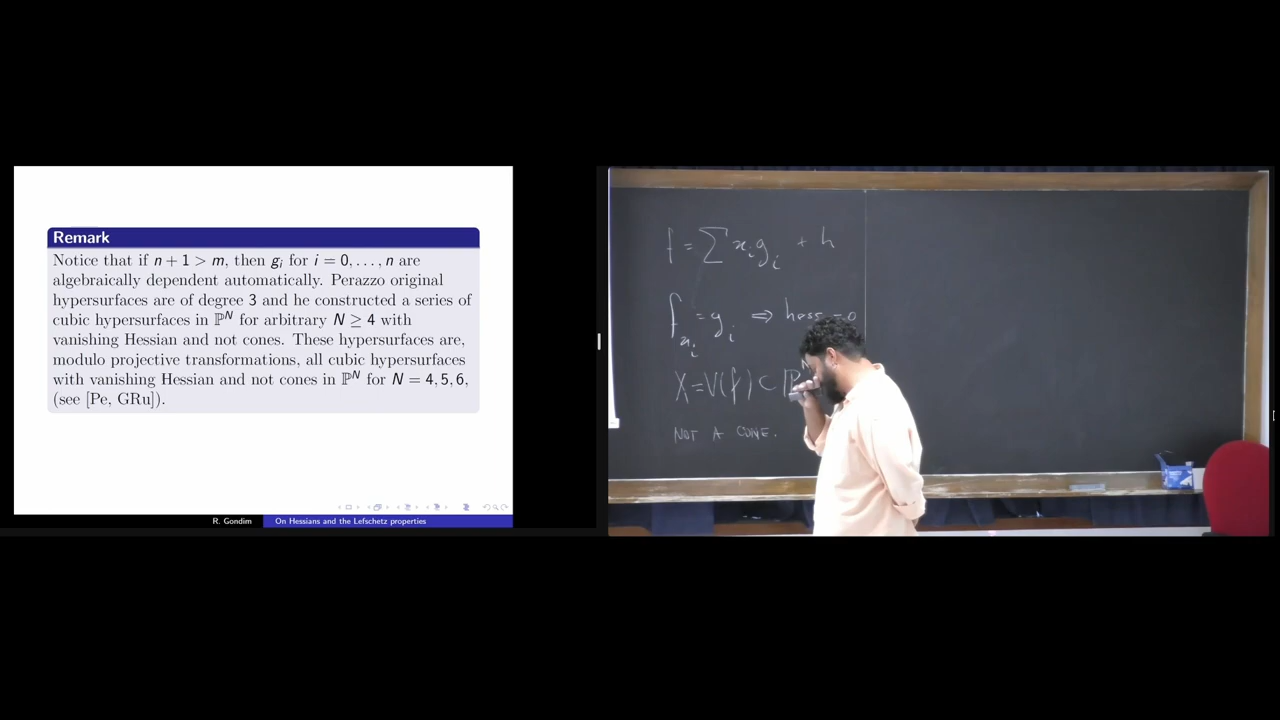 Remark
Notice that if n + 1 > m, then g_i for i = 0, . . . , n are
algebraically dependent automatically. Perazzo original
hypersurfaces are of degree 3 and he constructed a series of
cubic hypersurfaces in ℙ^N for arbitrary N ≥ 4 with
vanishing Hessian and not cones. These hypersurfaces are,
modulo projective transformations, all cubic hypersurfaces
with vanishing Hessian and not cones in ℙ^N for N = 4, 5, 6,
(see [Pe, GRu]).
R. Gondim On Hessians and the Lefschetz properties
f = ∑ x_i g_i + h
f_{x_i} = g_i ⇒ hess = 0
X = V(f) ⊂ ℙ^N
NOT A CONE.